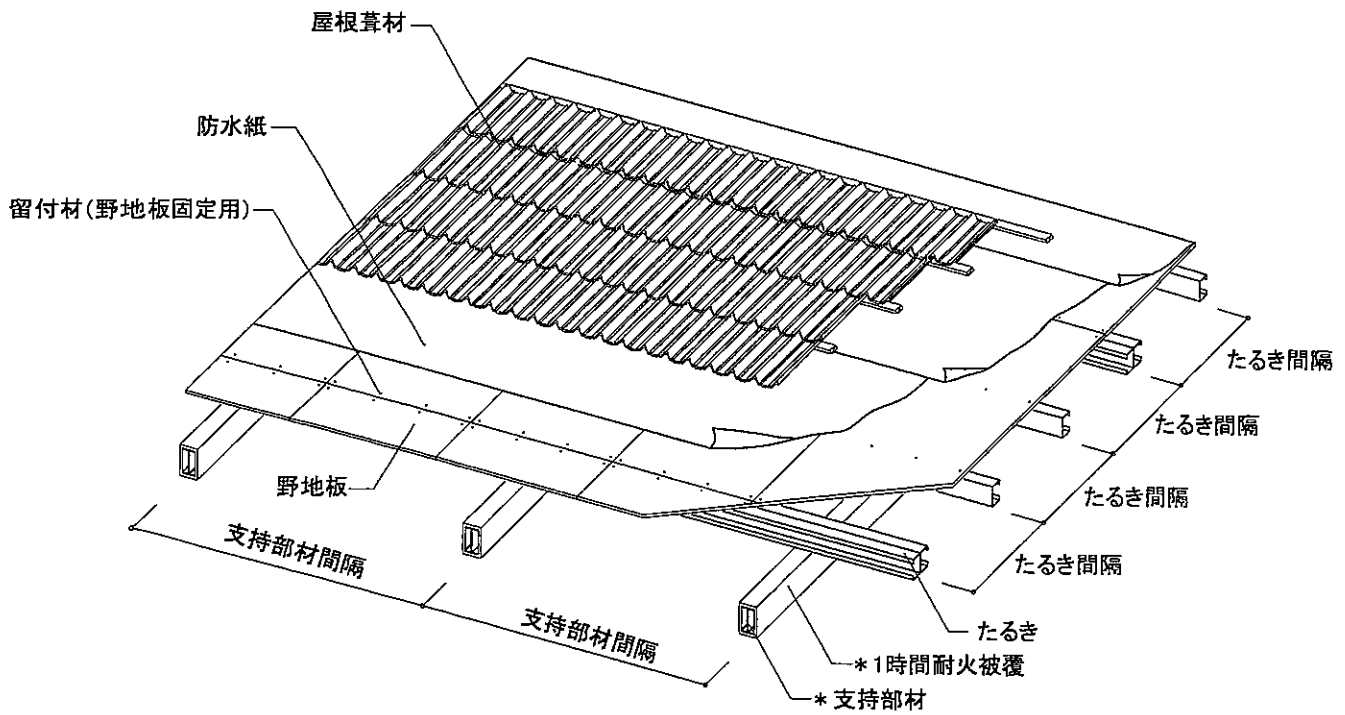 屋根葺材
防水紙
留付材(野地板固定用)
野地板
支持部材間隔
支持部材間隔
たるき間隔
たるき間隔
たるき間隔
たるき間隔
たるき
*1時間耐火被覆
*支持部材